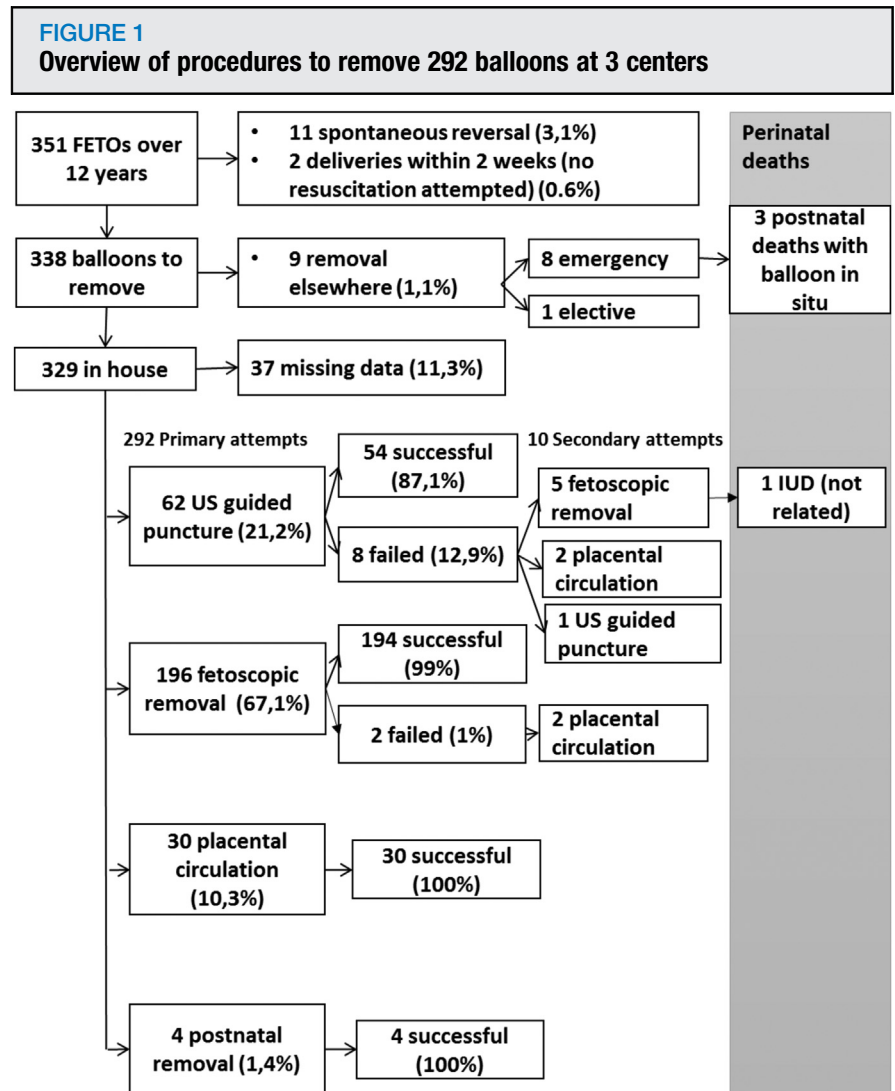 FIGURE 1
Overview of procedures to remove 292 balloons at 3 centers
351 FETOs over
12 years
• 11 spontaneous reversal (3,1%)
• 2 deliveries within 2 weeks (no
resuscitation attempted) (0.6%)
Perinatal
deaths
338 balloons to
remove
• 9 removal
elsewhere (1,1%)
8 emergency
1 elective
3 postnatal
deaths with
balloon in
situ
329 in house
37 missing data (11,3%)
292 Primary attempts
10 Secondary attempts
62 US guided
puncture (21,2%)
54 successful
(87,1%)
8 failed (12,9%)
5 fetoscopic
removal
1 IUD (not
related)
2 placental
circulation
1 US guided
puncture
196 fetoscopic
removal (67,1%)
194 successful
(99%)
2 failed (1%)
2 placental
circulation
30 placental
circulation
(10,3%)
30 successful
(100%)
4 postnatal
removal (1,4%)
4 successful
(100%)